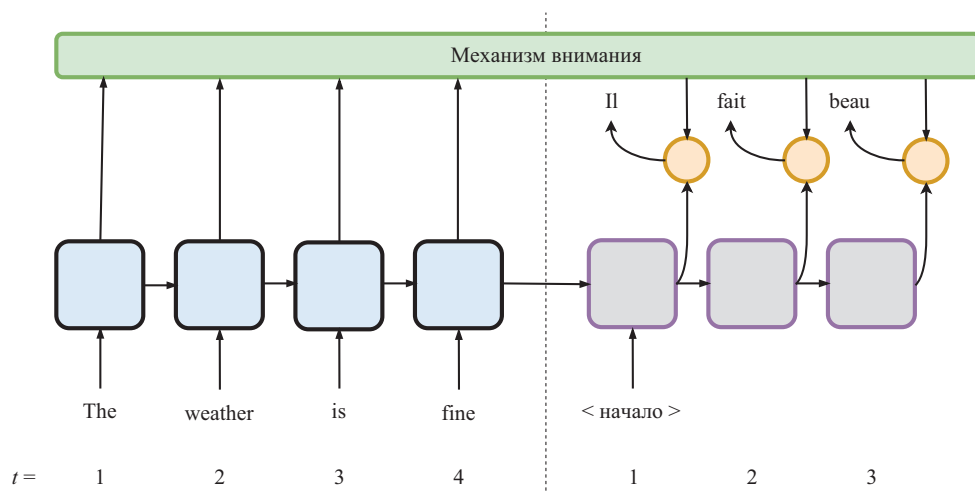 Механизм внимания
Il fait beau
The weather is fine < начало >
t = 1 2 3 4 1 2 3